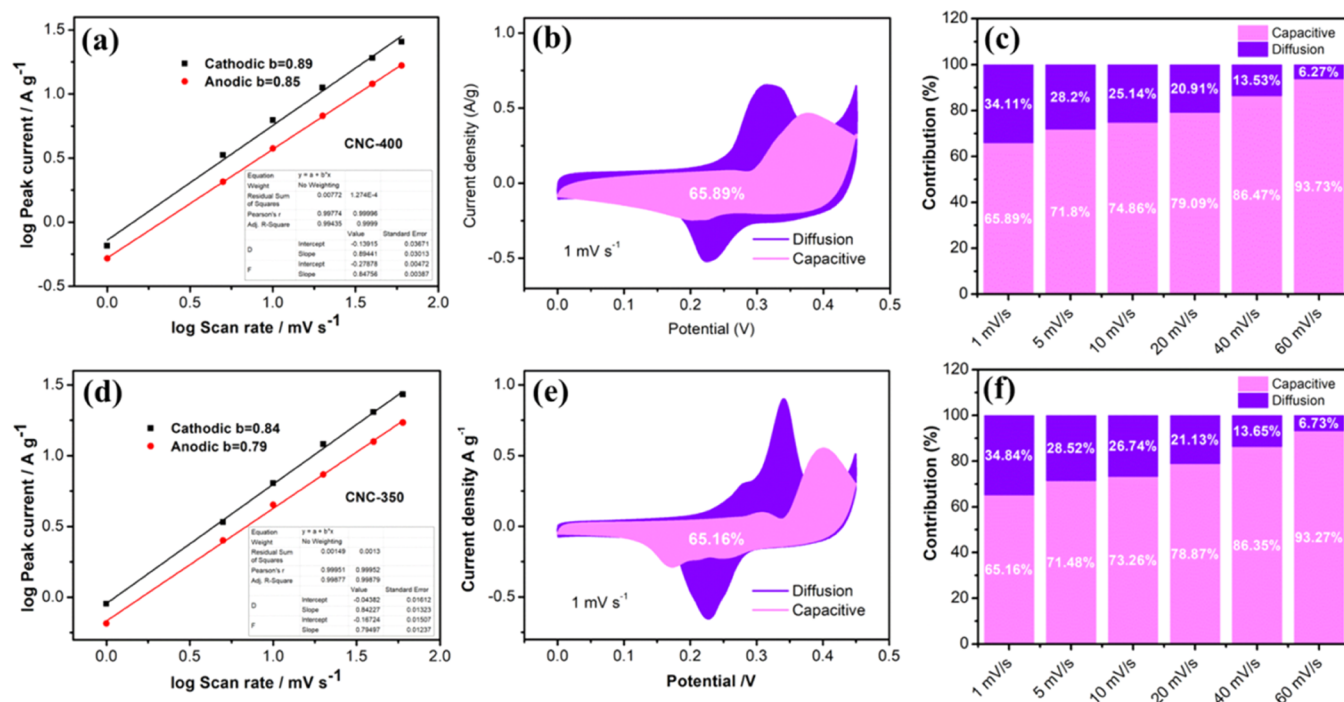 (a)
log Peak current / A g⁻¹
1.5
1.0
0.5
0.0
-0.5
Cathodic b=0.89
Anodic b=0.85
CNC-400
Equation y = a + b*x
Weight No Weighting
Residual Sum of Squares 0.00772 1.274E-4
Pearson's r 0.99774 0.99996
Adj. R-Square 0.99435 0.9999
Value Standard Error
D Intercept -0.13915 0.03671
Slope 0.89441 0.03013
F Intercept -0.27878 0.00472
Slope 0.84756 0.00387
0.0 0.5 1.0 1.5 2.0
log Scan rate / mV s⁻¹
(b)
Current density (A/g)
1.0
0.5
0.0
-0.5
65.89%
1 mV s⁻¹
Diffusion
Capacitive
0.0 0.1 0.2 0.3 0.4 0.5
Potential (V)
(c)
Contribution (%)
120
100
80
60
40
20
0
Capacitive
Diffusion
34.11% 28.2% 25.14% 20.91% 13.53% 6.27%
65.89% 71.8% 74.86% 79.09% 86.47% 93.73%
1 mV/s 5 mV/s 10 mV/s 20 mV/s 40 mV/s 60 mV/s
(d)
log Peak current / A g⁻¹
1.5
1.0
0.5
0.0
Cathodic b=0.84
Anodic b=0.79
CNC-350
Equation y = a + b*x
Weight No Weighting
Residual Sum of Squares 0.00149 0.0013
Pearson's r 0.99951 0.99952
Adj. R-Square 0.99877 0.99879
Value Standard Error
D Intercept -0.04382 0.01612
Slope 0.84227 0.01323
F Intercept -0.16724 0.01507
Slope 0.79497 0.01237
0.0 0.5 1.0 1.5 2.0
log Scan rate / mV s⁻¹
(e)
Current density A g⁻¹
1.0
0.5
0.0
-0.5
65.16%
1 mV s⁻¹
Diffusion
Capacitive
0.0 0.1 0.2 0.3 0.4 0.5
Potential /V
(f)
Contribution (%)
120
100
80
60
40
20
0
Capacitive
Diffusion
34.84% 28.52% 26.74% 21.13% 13.65% 6.73%
65.16% 71.48% 73.26% 78.87% 86.35% 93.27%
1 mV/s 5 mV/s 10 mV/s 20 mV/s 40 mV/s 60 mV/s